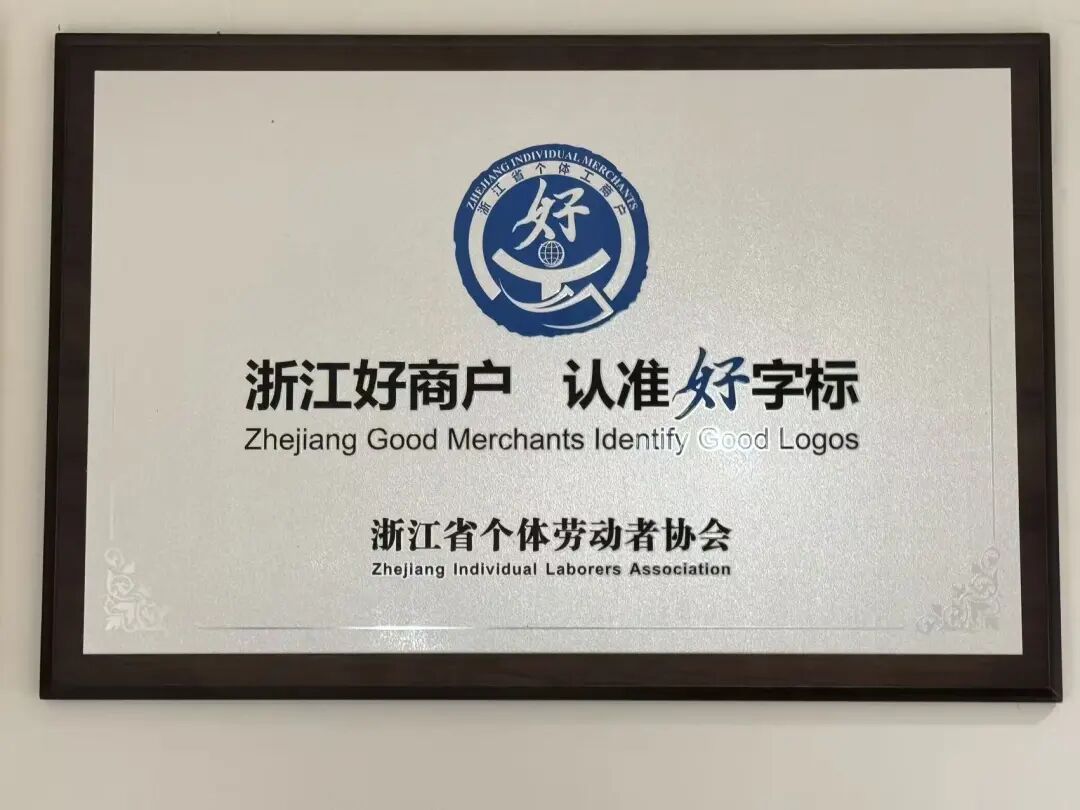 ZHEJIANG INDIVIDUAL MERCHANTS
浙江省个体工商户
好
浙江好商户 认准好字标
Zhejiang Good Merchants Identify Good Logos
浙江省个体劳动者协会
Zhejiang Individual Laborers Association